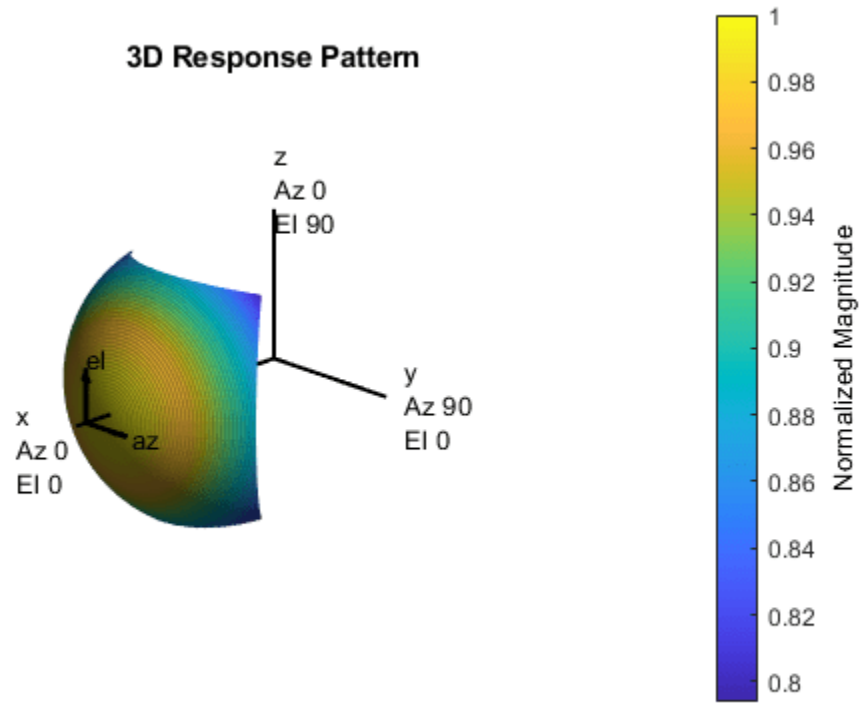 3D Response Pattern
z
Az 0
El 90
el
az
x
Az 0
El 0
y
Az 90
El 0
1
0.98
0.96
0.94
0.92
0.9
0.88
0.86
0.84
0.82
0.8
Normalized Magnitude